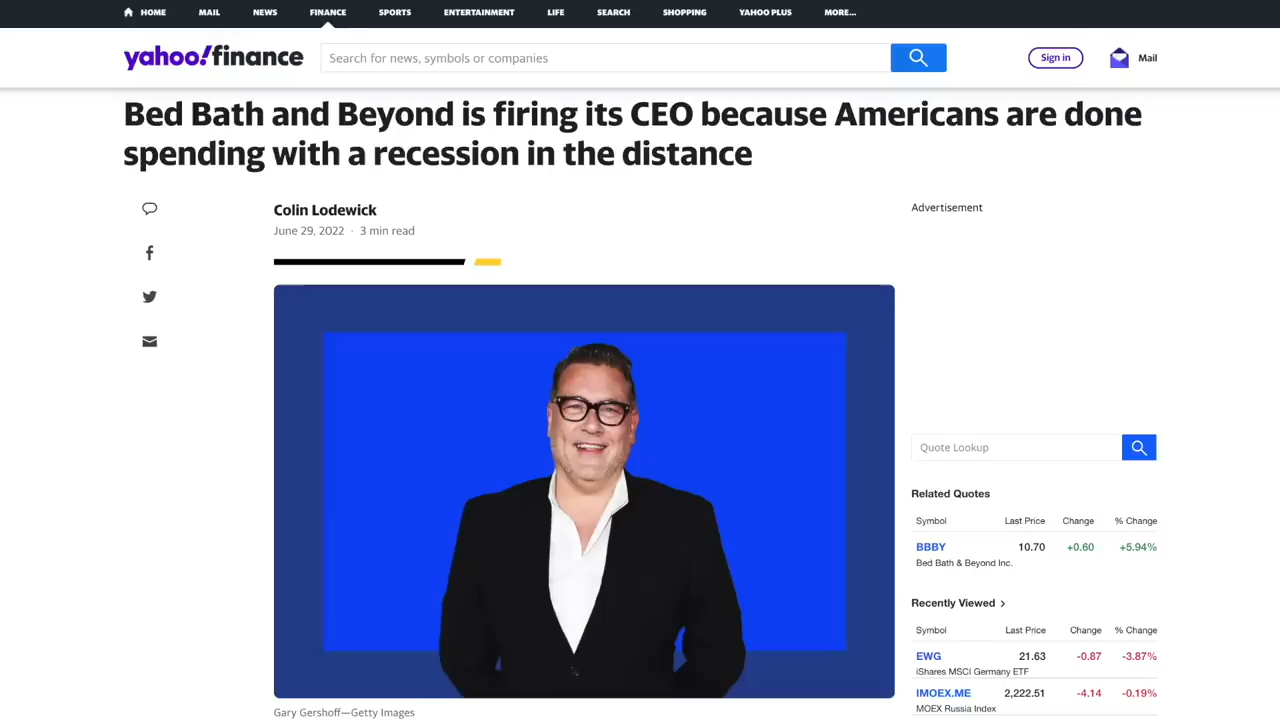 HOME MAIL NEWS FINANCE SPORTS ENTERTAINMENT LIFE SEARCH SHOPPING YAHOO PLUS MORE...
yahoo!finance
Search for news, symbols or companies
Sign in
Mail
Bed Bath and Beyond is firing its CEO because Americans are done
spending with a recession in the distance
Colin Lodewick
June 29, 2022 · 3 min read
Advertisement
Quote Lookup
Related Quotes
Symbol Last Price Change % Change
BBBY 10.70 +0.60 +5.94%
Bed Bath & Beyond Inc.
Recently Viewed >
Symbol Last Price Change % Change
EWG 21.63 -0.87 -3.87%
iShares MSCI Germany ETF
IMOEX.ME 2,222.51 -4.14 -0.19%
MOEX Russia Index
Gary Gershoff—Getty Images